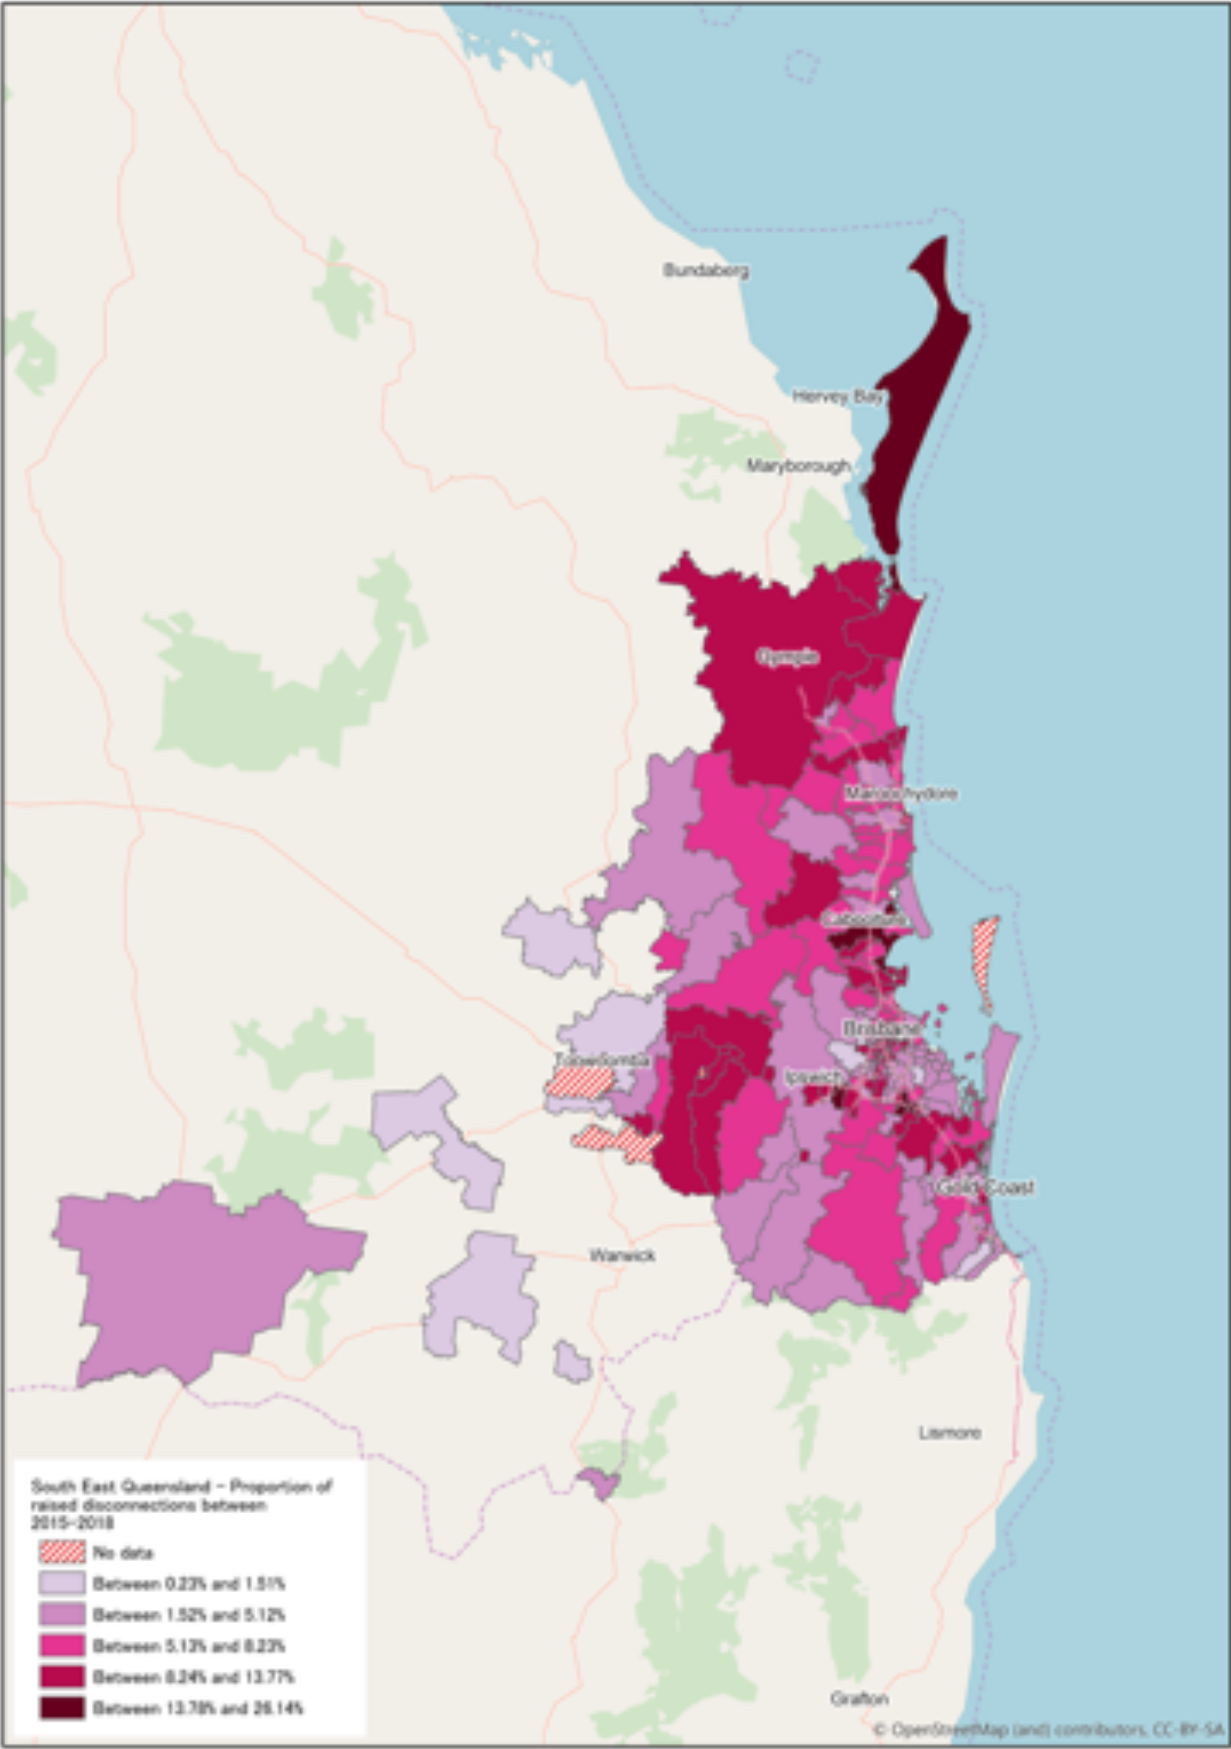 Bundaberg
Hervey Bay
Maryborough
Gympie
Maroochydore
Caboolture
Brisbane
Toowoomba
Ipswich
Gold Coast
Warwick
Lismore
South East Queensland - Proportion of
raised disconnections between
2015-2018
No data
Between 0.23% and 1.51%
Between 1.52% and 5.12%
Between 5.13% and 8.23%
Between 8.24% and 13.77%
Between 13.78% and 26.14%
Grafton
© OpenStreetMap (and) contributors, CC-BY-SA